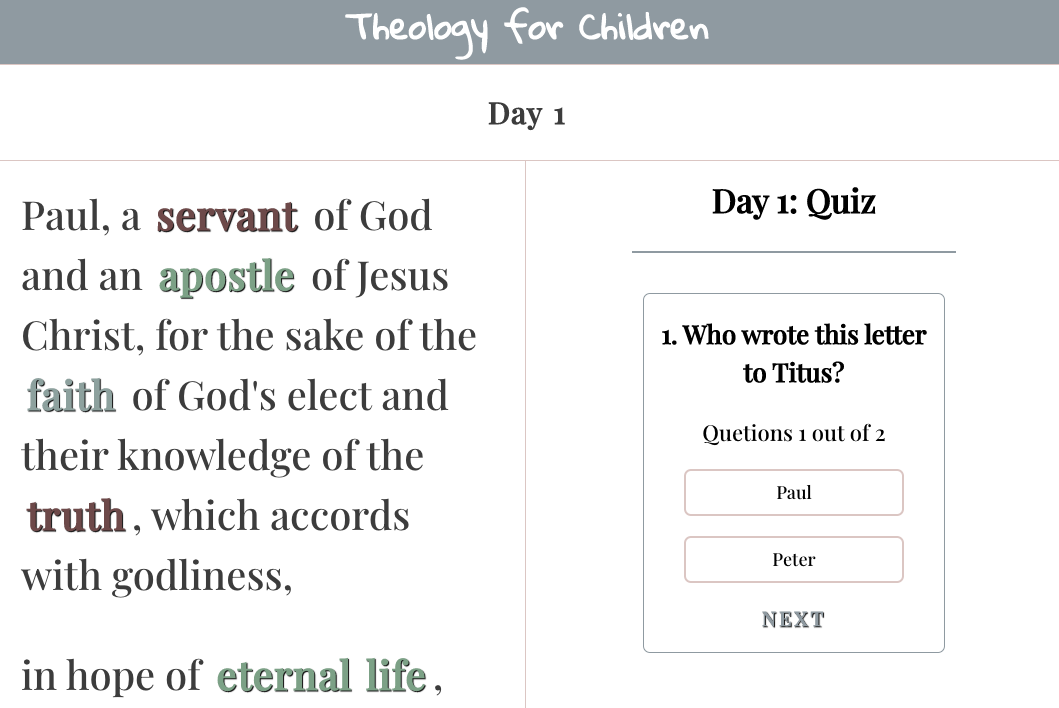 Theology for Children
Day 1
Paul, a servant of God
and an apostle of Jesus
Christ, for the sake of the
faith of God's elect and
their knowledge of the
truth, which accords
with godliness,
in hope of eternal life,
Day 1: Quiz
1. Who wrote this letter
to Titus?
Quetions 1 out of 2
Paul
Peter
NEXT